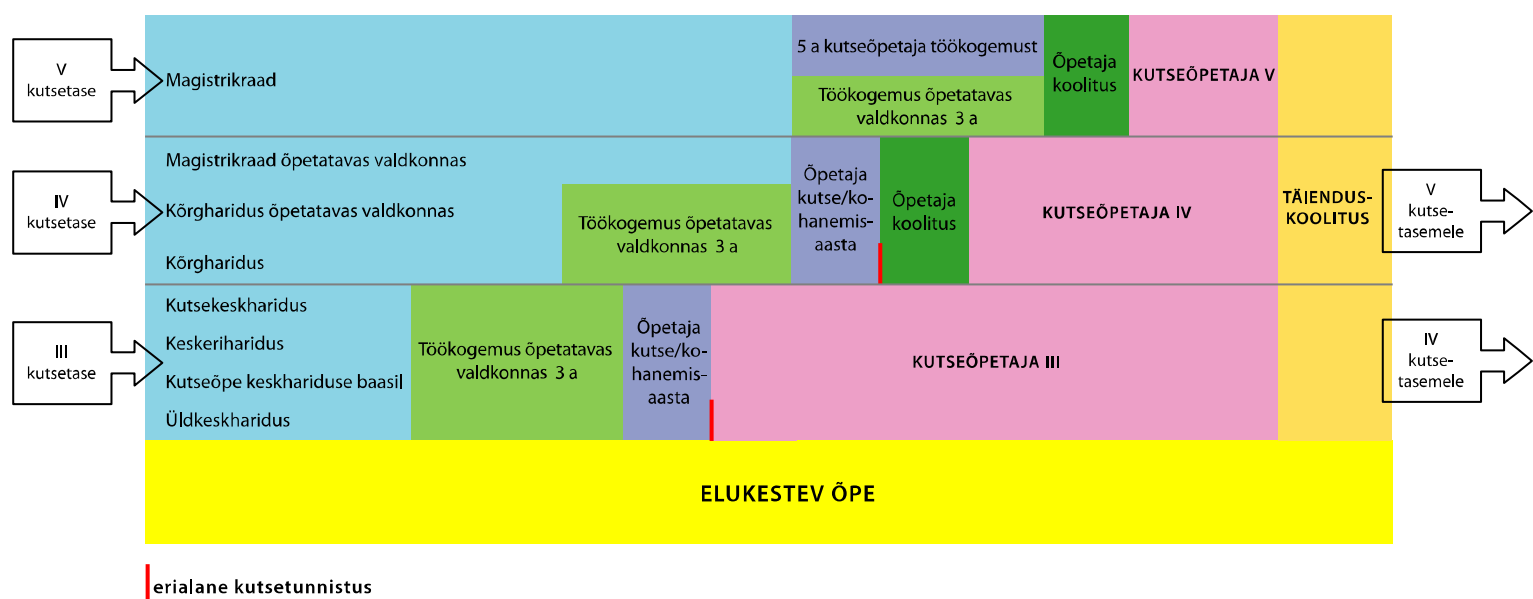 V
kutsetase
Magistrikraad
5 a kutseõpetaja töökogemust
Töökogemus õpetatavas
valdkonnas 3 a
Õpetaja
koolitus
KUTSEÕPETAJA V
IV
kutsetase
Magistrikraad õpetatavas valdkonnas
Kõrgharidus õpetatavas valdkonnas
Kõrgharidus
Töökogemus õpetatavas
valdkonnas 3 a
Õpetaja
kutse/ko-
hanemis-
aasta
Õpetaja
koolitus
KUTSEÕPETAJA IV
TÄIENDUS-
KOOLITUS
V
kutse-
tasemele
III
kutsetase
Kutsekeskharidus
Keskeriharidus
Kutseõpe keskhariduse baasil
Üldkeskharidus
Töökogemus õpetatavas
valdkonnas 3 a
Õpetaja
kutse/ko-
hanemis-
aasta
KUTSEÕPETAJA III
IV
kutse-
tasemele
ELUKESTEV ÕPE
erialane kutsetunnistus